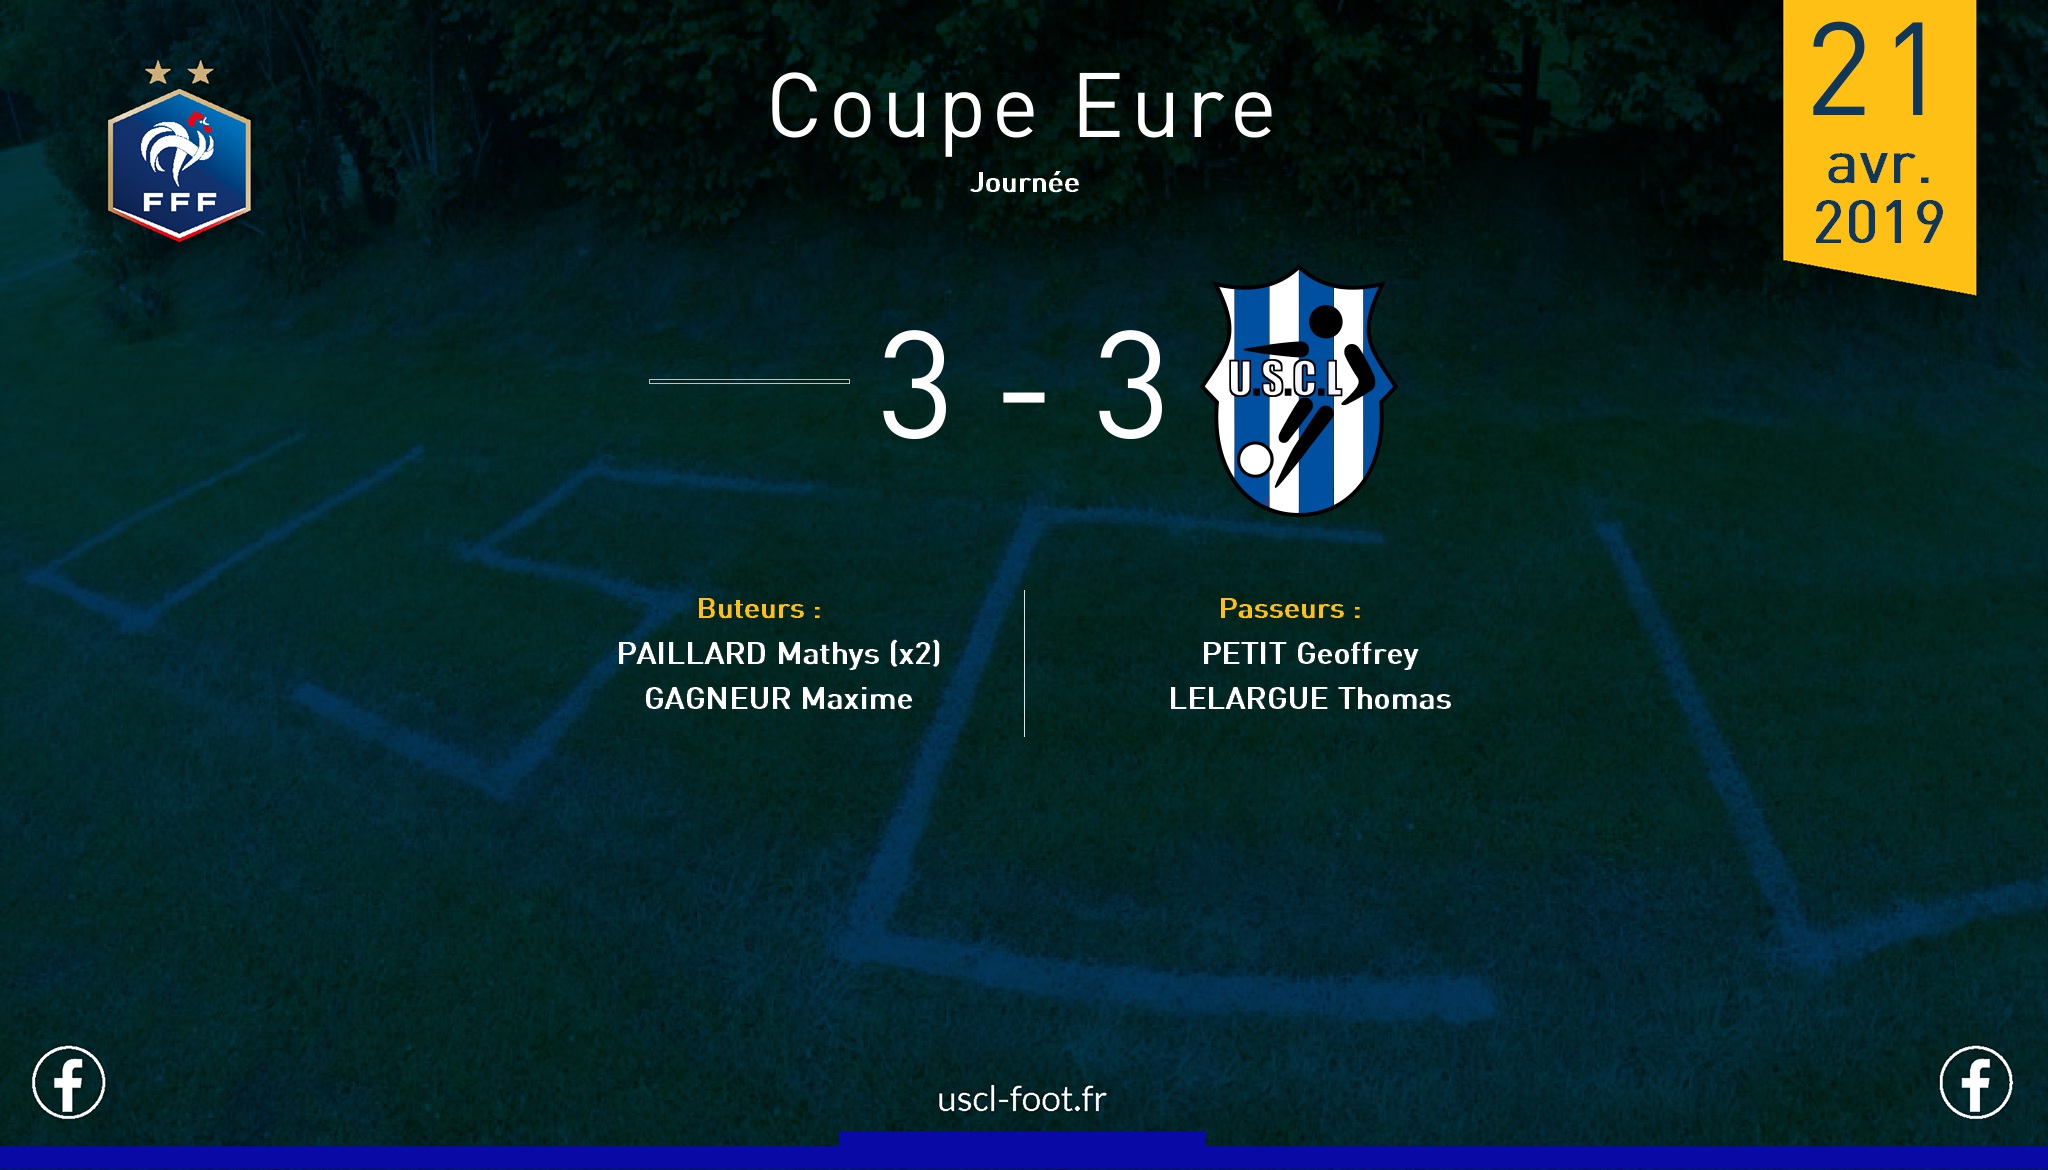 Coupe Eure
Journée
21
avr.
2019
FFF
3 - 3
U.S.C.L
Buteurs :
PAILLARD Mathys (x2)
GAGNEUR Maxime
Passeurs :
PETIT Geoffrey
LELARGUE Thomas
USCL
uscl-foot.fr